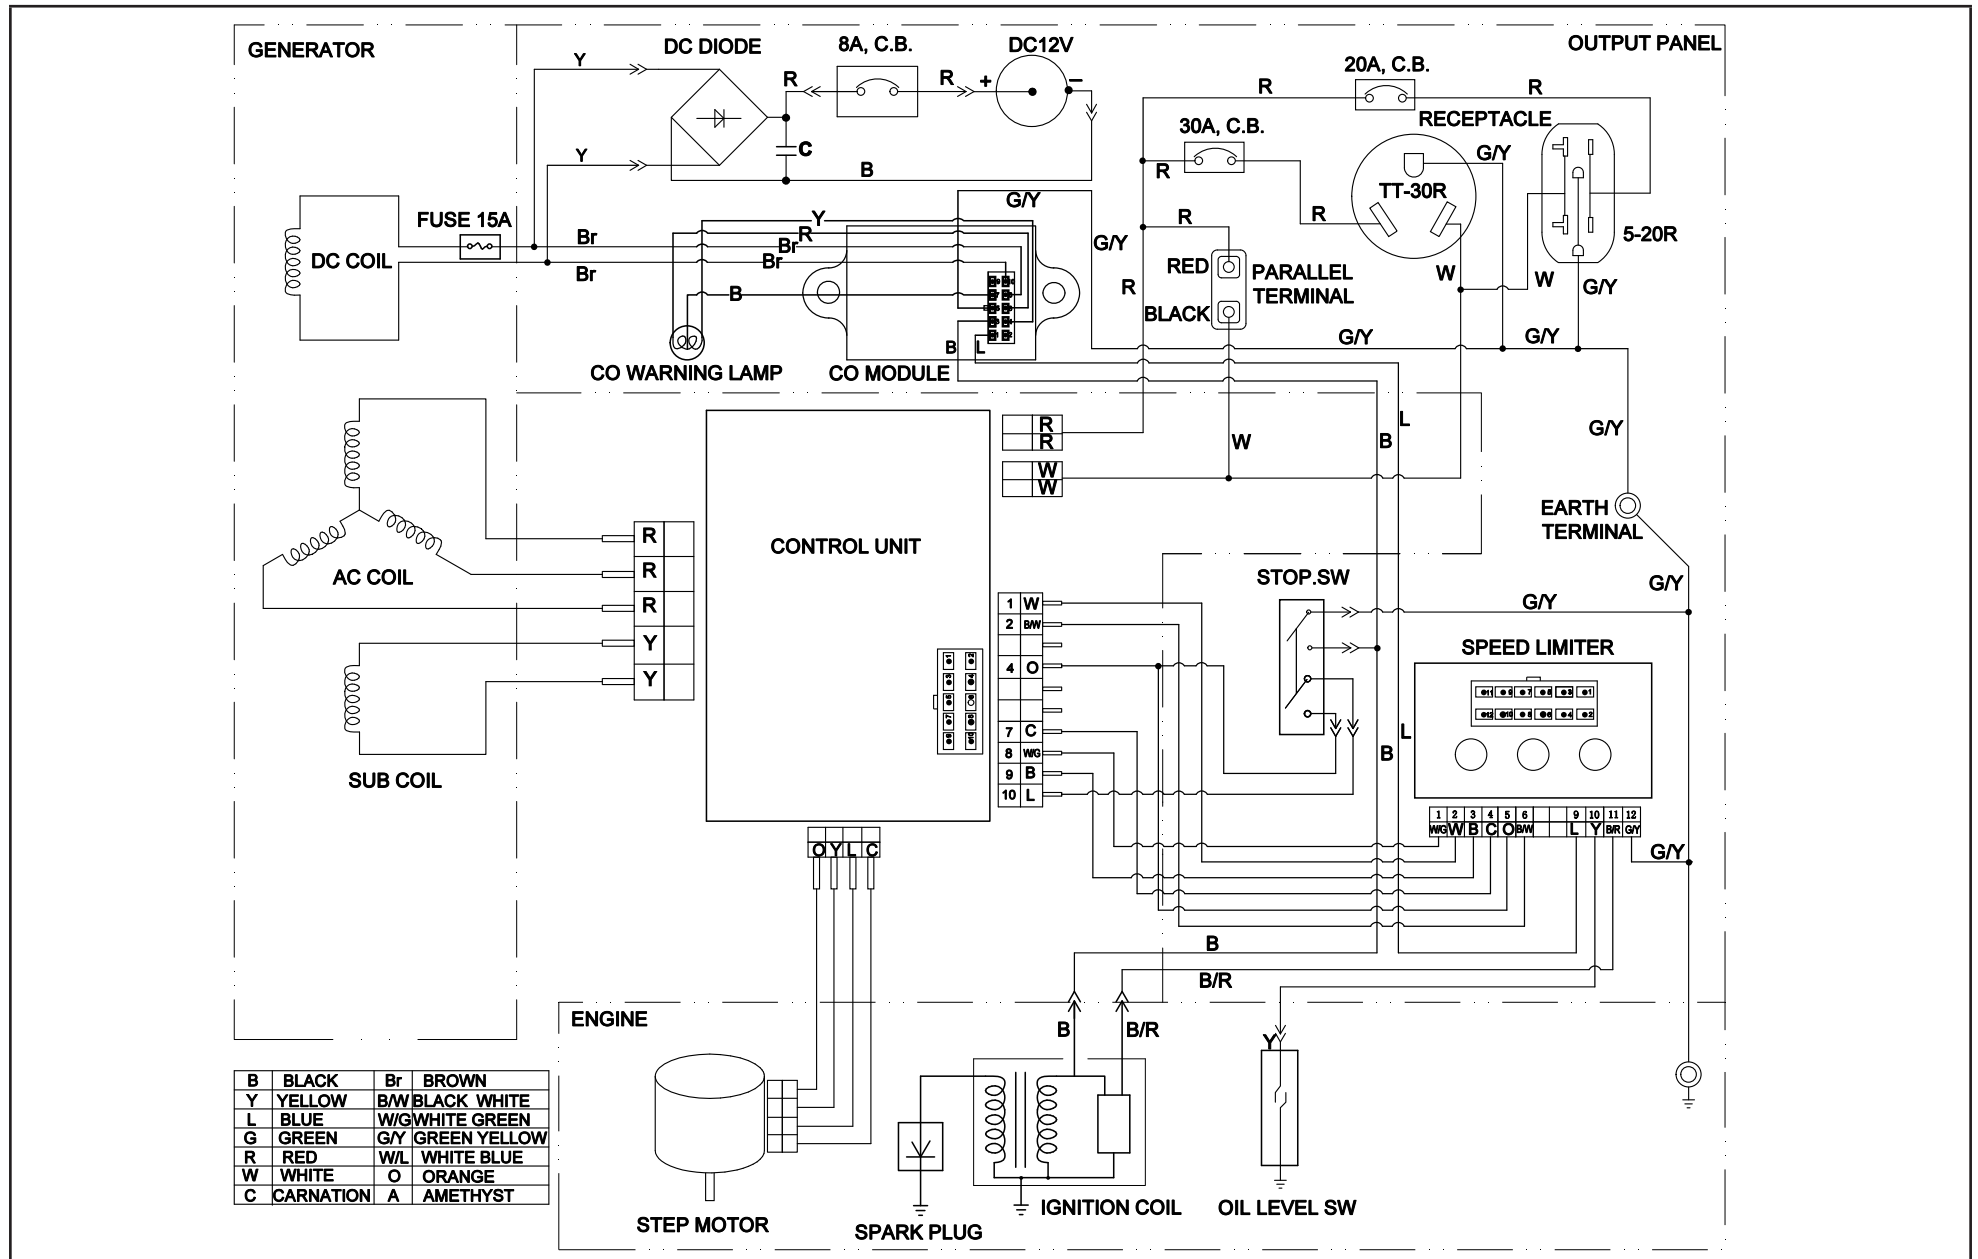 GENERATOR
OUTPUT PANEL
DC DIODE
8A, C.B.
DC12V
20A, C.B.
Y
R
R
+
−
R
R
RECEPTACLE
30A, C.B.
C
G/Y
Y
B
R
TT-30R
G/Y
FUSE 15A
Y
R
R
5-20R
Br
R
Br
G/Y
DC COIL
Br
Br
RED
PARALLEL
TERMINAL
W
W
G/Y
R
B
BLACK
B
L
G/Y
G/Y
CO WARNING LAMP
CO MODULE
R
R
L
B
W
G/Y
W
W
EARTH
TERMINAL
R
CONTROL UNIT
R
AC COIL
STOP.SW
G/Y
R
1 W
G/Y
2 B/W
Y
SPEED LIMITER
4 O
Y
7 C
L
8 W/G
B
9 B
SUB COIL
10 L
1 2 3 4 5 6 9 10 11 12
W/G W B C O B/W L Y B/R G/Y
O Y L C
G/Y
B
B/R
ENGINE
B
B/R
Y
B BLACK Br BROWN
Y YELLOW B/W BLACK WHITE
L BLUE W/G WHITE GREEN
G GREEN G/Y GREEN YELLOW
R RED W/L WHITE BLUE
W WHITE O ORANGE
C CARNATION A AMETHYST
STEP MOTOR
SPARK PLUG
IGNITION COIL
OIL LEVEL SW